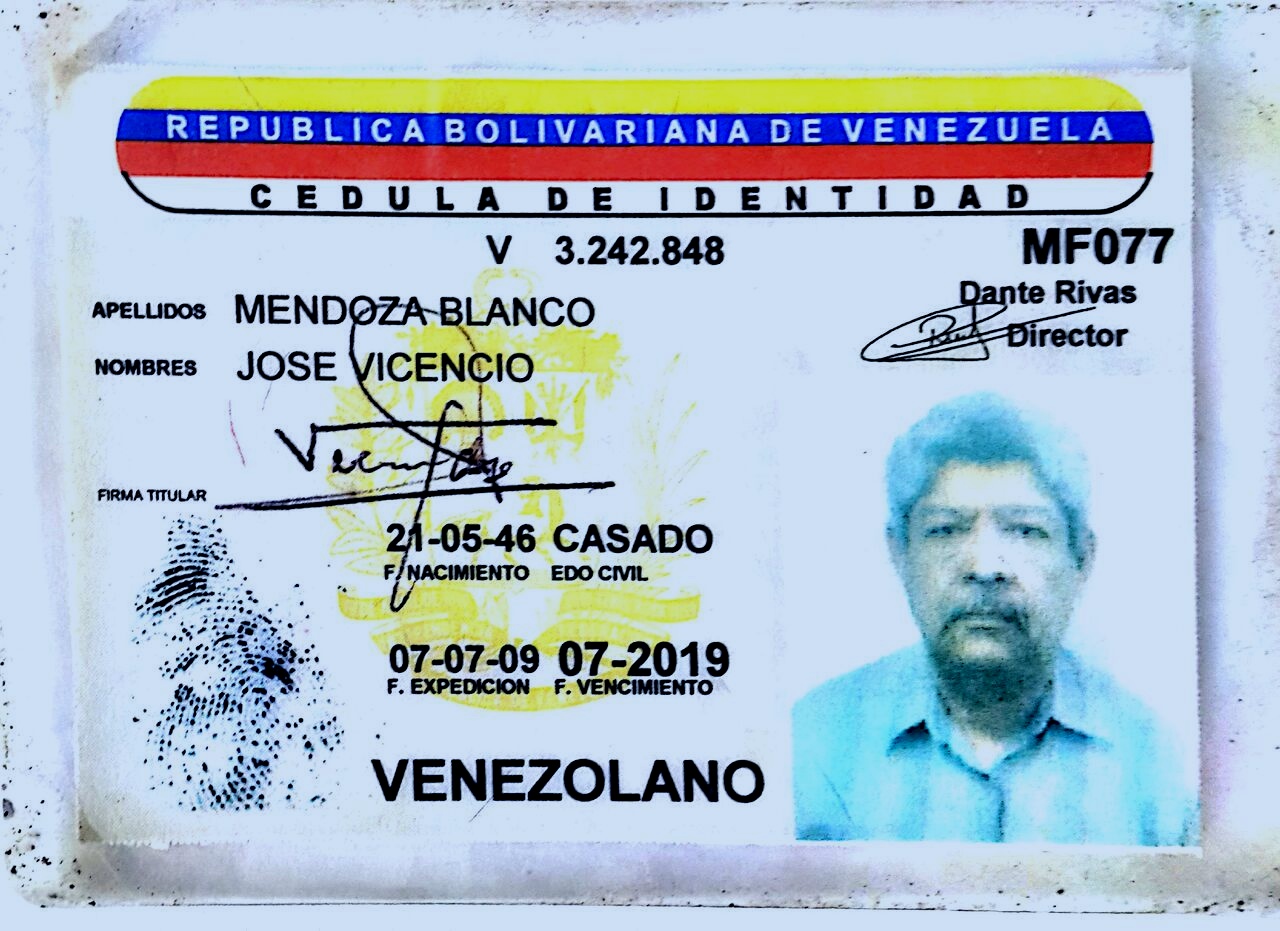 REPUBLICA BOLIVARIANA DE VENEZUELA
CEDULA DE IDENTIDAD
V 3.242.848
MF077
Dante Rivas
Director
APELLIDOS MENDOZA BLANCO
NOMBRES JOSE VICENCIO
FIRMA TITULAR
21-05-46 CASADO
F. NACIMIENTO EDO CIVIL
07-07-09 07-2019
F. EXPEDICION F. VENCIMIENTO
VENEZOLANO